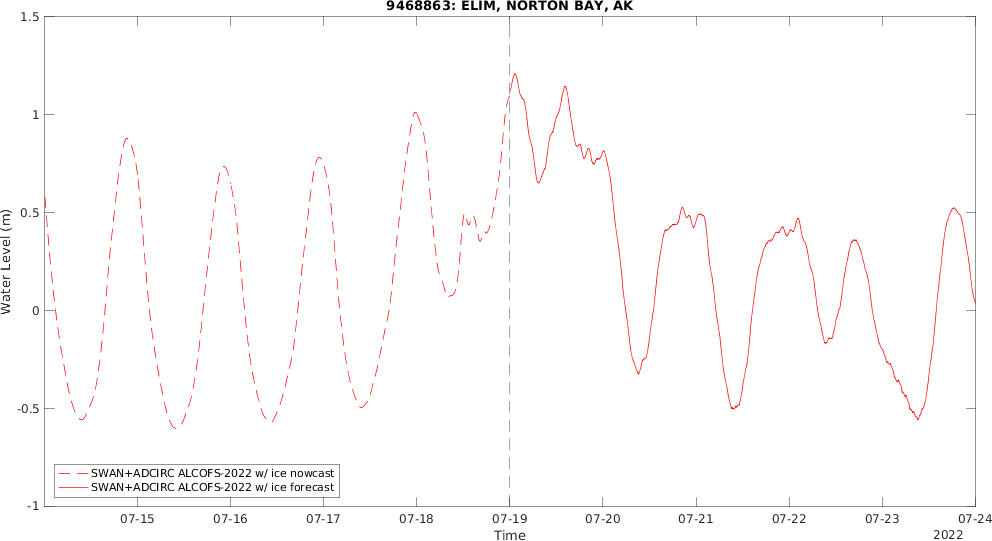 9468863: ELIM, NORTON BAY, AK
1.5
1
0.5
0
-0.5
-1
Water Level (m)
SWAN+ADCIRC ALCOFS-2022 w/ ice nowcast
SWAN+ADCIRC ALCOFS-2022 w/ ice forecast
07-15 07-16 07-17 07-18 07-19 07-20 07-21 07-22 07-23 07-24
Time
2022